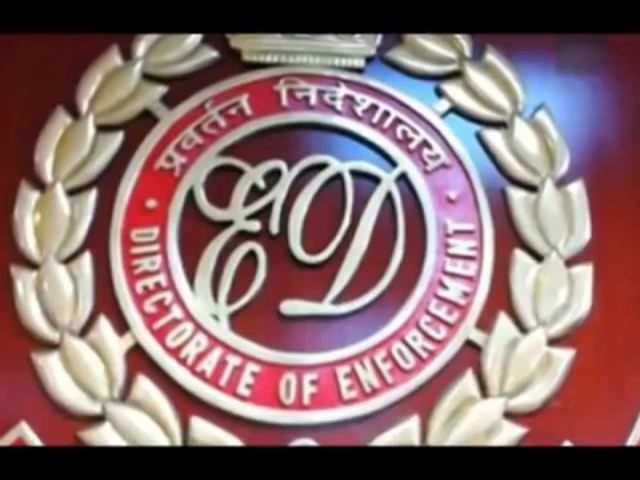 प्रवर्तन निदेशालय
ED
DIRECTORATE OF ENFORCEMENT